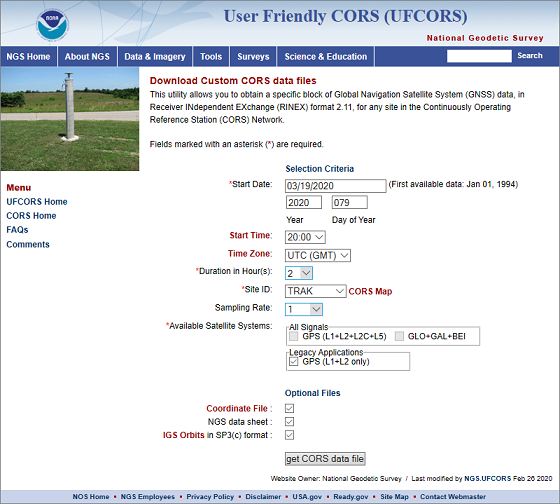 NOAA
User Friendly CORS (UFCORS)
National Geodetic Survey
NGS Home About NGS Data & Imagery Tools Surveys Science & Education Search
Download Custom CORS data files
This utility allows you to obtain a specific block of Global Navigation Satellite System (GNSS) data, in
Receiver INdependent EXchange (RINEX) format 2.11, for any site in the Continuously Operating
Reference Station (CORS) Network.
Fields marked with an asterisk (*) are required.
Menu
UFCORS Home
CORS Home
FAQs
Comments
Selection Criteria
*Start Date: 03/19/2020 (First available data: Jan 01, 1994)
2020 079
Year Day of Year
Start Time: 20:00
Time Zone: UTC (GMT)
*Duration in Hour(s): 2
*Site ID: TRAK CORS Map
Sampling Rate: 1
*Available Satellite Systems: All Signals
GPS (L1+L2+L2C+L5) GLO+GAL+BEI
Legacy Applications
GPS (L1+L2 only)
Optional Files
Coordinate File :
NGS data sheet :
IGS Orbits in SP3(c) format :
get CORS data file
Website Owner: National Geodetic Survey / Last modified by NGS.UFCORS Feb 26 2020
NOS Home • NGS Employees • Privacy Policy • Disclaimer • USA.gov • Ready.gov • Site Map • Contact Webmaster